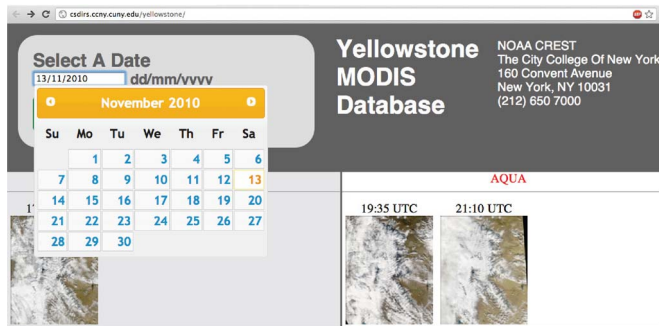 csdirs.ccny.cuny.edu/yellowstone/
Select A Date
13/11/2010 dd/mm/yyyy
November 2010
Su Mo Tu We Th Fr Sa
1 2 3 4 5 6
7 8 9 10 11 12 13
14 15 16 17 18 19 20
21 22 23 24 25 26 27
28 29 30
Yellowstone
MODIS
Database
NOAA CREST
The City College Of New York
160 Convent Avenue
New York, NY 10031
(212) 650 7000
AQUA
19:35 UTC 21:10 UTC